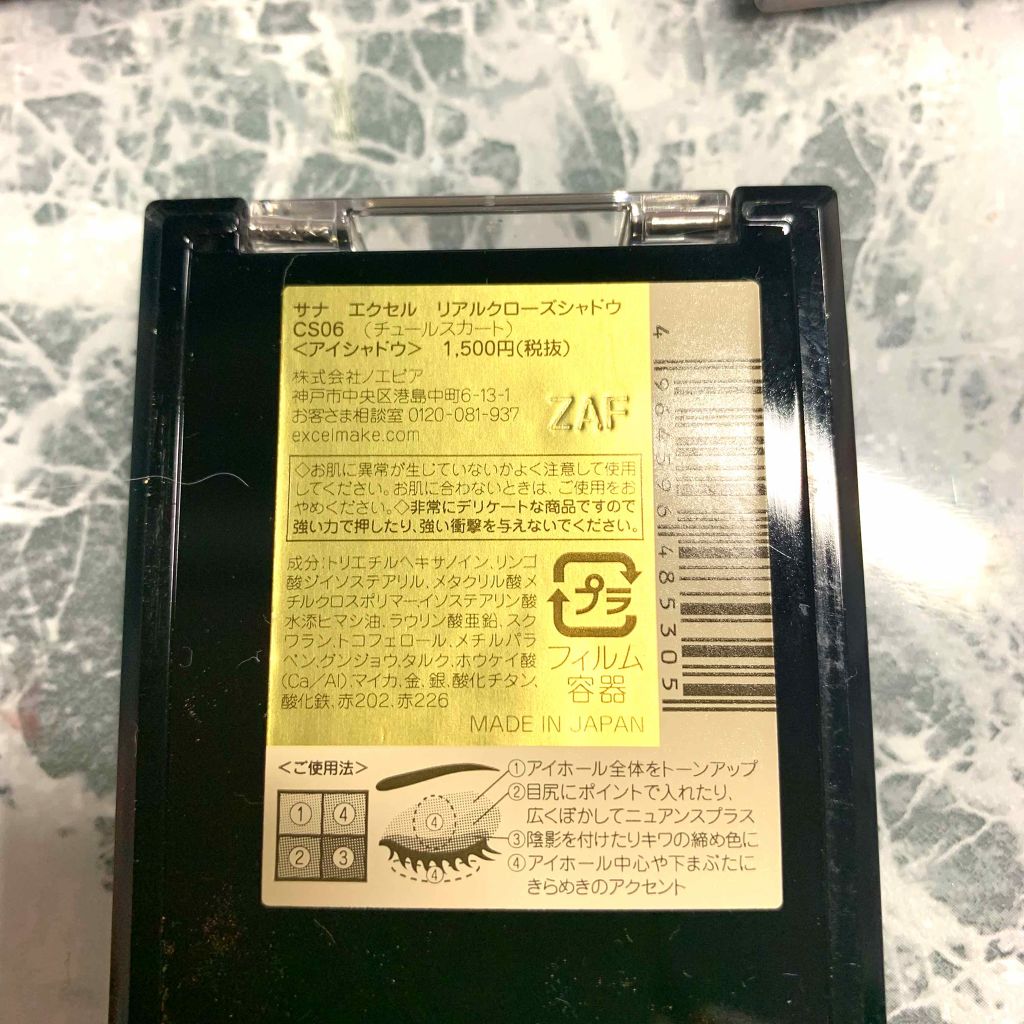 サナ エクセル リアルクローズシャドウ
CS06 （チュールスカート）
＜アイシャドウ＞ 1,500円(税抜)
株式会社ノエビア
神戸市中央区港島中町6-13-1
お客さま相談室 0120-081-937
excelmake.com
ZAF
◇お肌に異常が生じていないかよく注意して使用
してください。お肌に合わないときは、ご使用をお
やめください。◇非常にデリケートな商品ですので
強い力で押したり、強い衝撃を与えないでください。
成分：トリエチルヘキサノイン、リンゴ
酸ジイソステアリル、メタクリル酸メ
チルクロスポリマー、イソステアリン酸
水添ヒマシ油、ラウリン酸亜鉛、スク
ワラン、トコフェロール、メチルパラ
ベン、グンジョウ、タルク、ホウケイ酸
(Ca/Al)、マイカ、金、銀、酸化チタン、
酸化鉄、赤202、赤226
プラ
フィルム
容器
MADE IN JAPAN
4 964596 485305
＜ご使用法＞
① ④
② ③
④
④
①アイホール全体をトーンアップ
②目尻にポイントで入れたり、
広くぼかしてニュアンスプラス
③陰影を付けたりキワの締め色に
④アイホール中心や下まぶたに
きらめきのアクセント